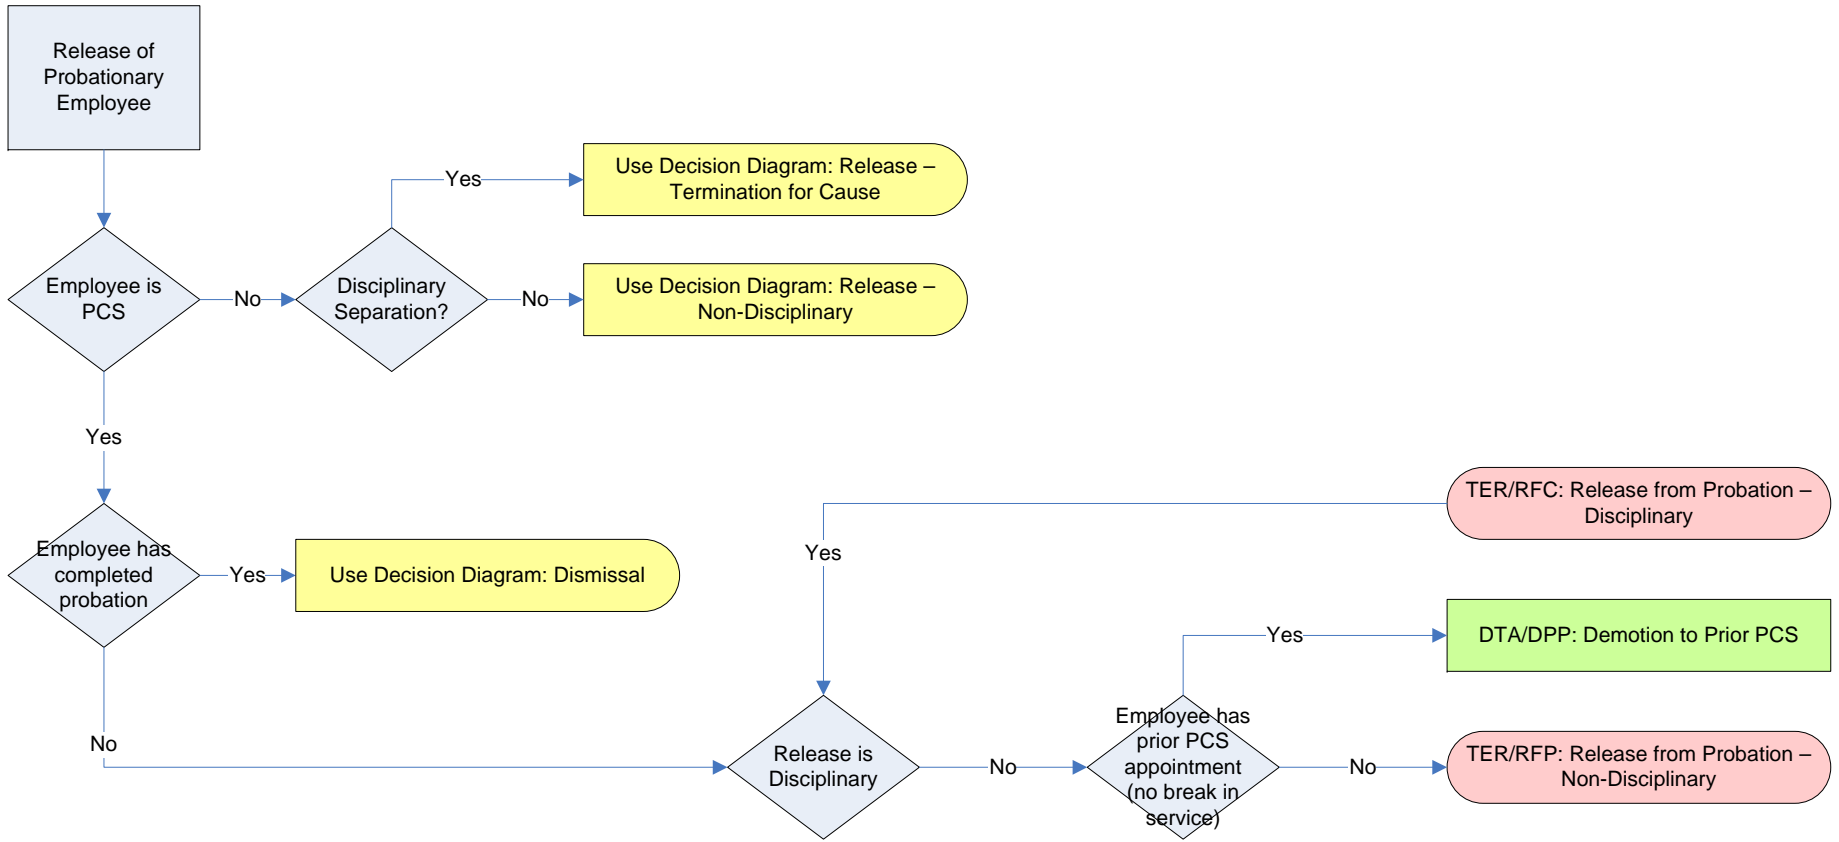 Release of
Probationary
Employee
Yes
Use Decision Diagram: Release –
Termination for Cause
Employee is
PCS
No
Disciplinary
Separation?
No
Use Decision Diagram: Release –
Non-Disciplinary
Yes
Employee has
completed
probation
Yes
Use Decision Diagram: Dismissal
TER/RFC: Release from Probation –
Disciplinary
Yes
Yes
DTA/DPP: Demotion to Prior PCS
No
Release is
Disciplinary
No
Employee has
prior PCS
appointment
(no break in
service)
No
TER/RFP: Release from Probation –
Non-Disciplinary